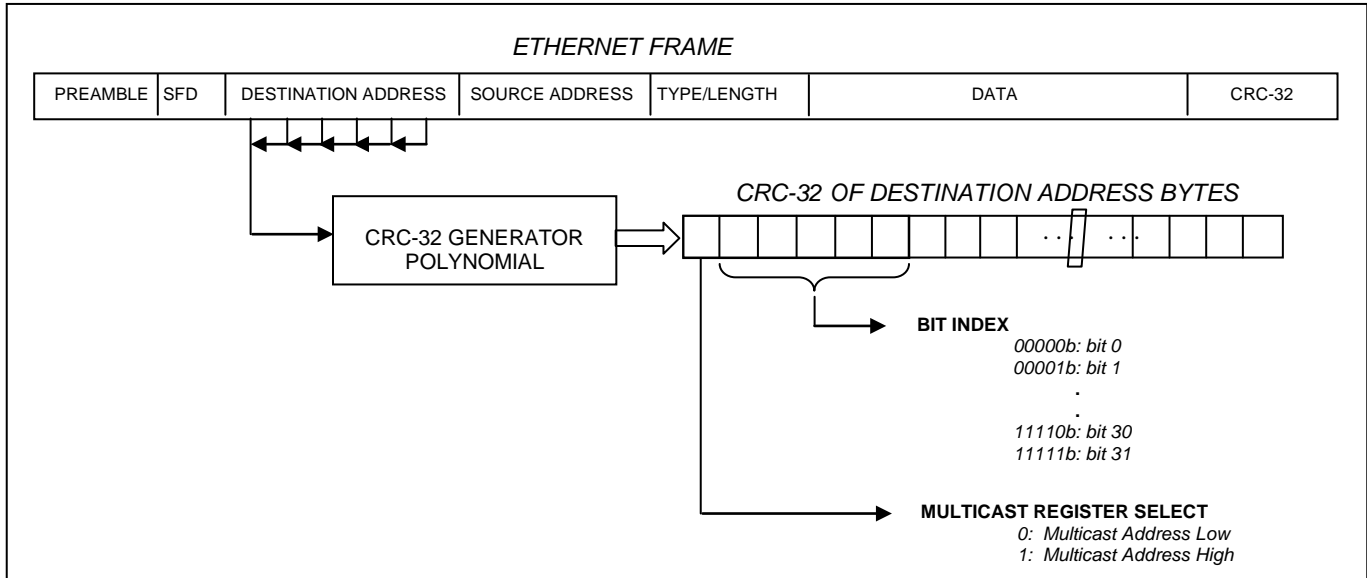 ETHERNET FRAME
PREAMBLE SFD DESTINATION ADDRESS SOURCE ADDRESS TYPE/LENGTH DATA CRC-32
CRC-32 OF DESTINATION ADDRESS BYTES
CRC-32 GENERATOR
POLYNOMIAL
. . . . . .
BIT INDEX
00000b: bit 0
00001b: bit 1
.
.
11110b: bit 30
11111b: bit 31
MULTICAST REGISTER SELECT
0: Multicast Address Low
1: Multicast Address High